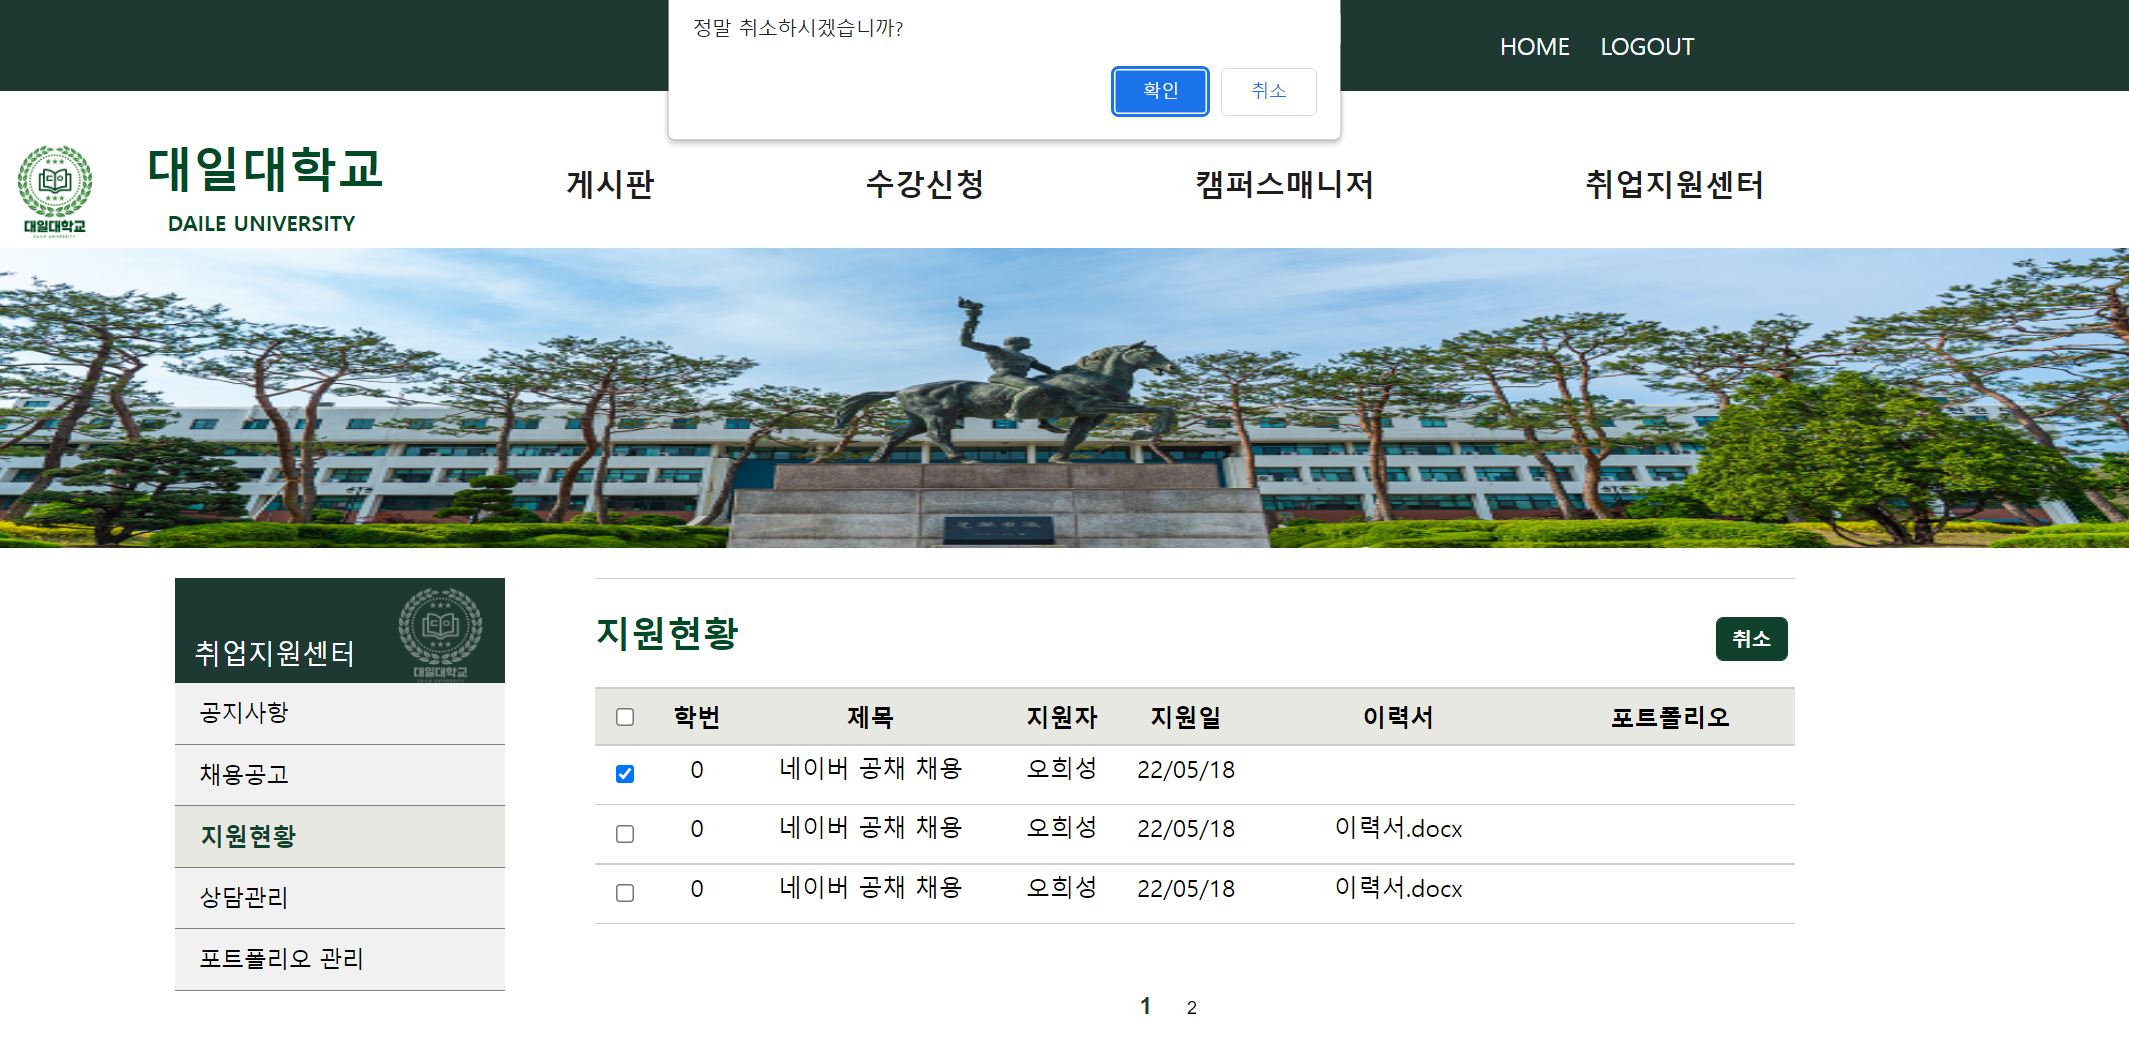 정말 취소하시겠습니까?
확인 취소
HOME LOGOUT
대일대학교
DAILE UNIVERSITY
대일대학교
DAILE UNIVERSITY
게시판 수강신청 캠퍼스매니저 취업지원센터
취업지원센터
대일대학교
공지사항
채용공고
지원현황
상담관리
포트폴리오 관리
지원현황
취소
학번 제목 지원자 지원일 이력서 포트폴리오
0 네이버 공채 채용 오희성 22/05/18
0 네이버 공채 채용 오희성 22/05/18 이력서.docx
0 네이버 공채 채용 오희성 22/05/18 이력서.docx
1 2